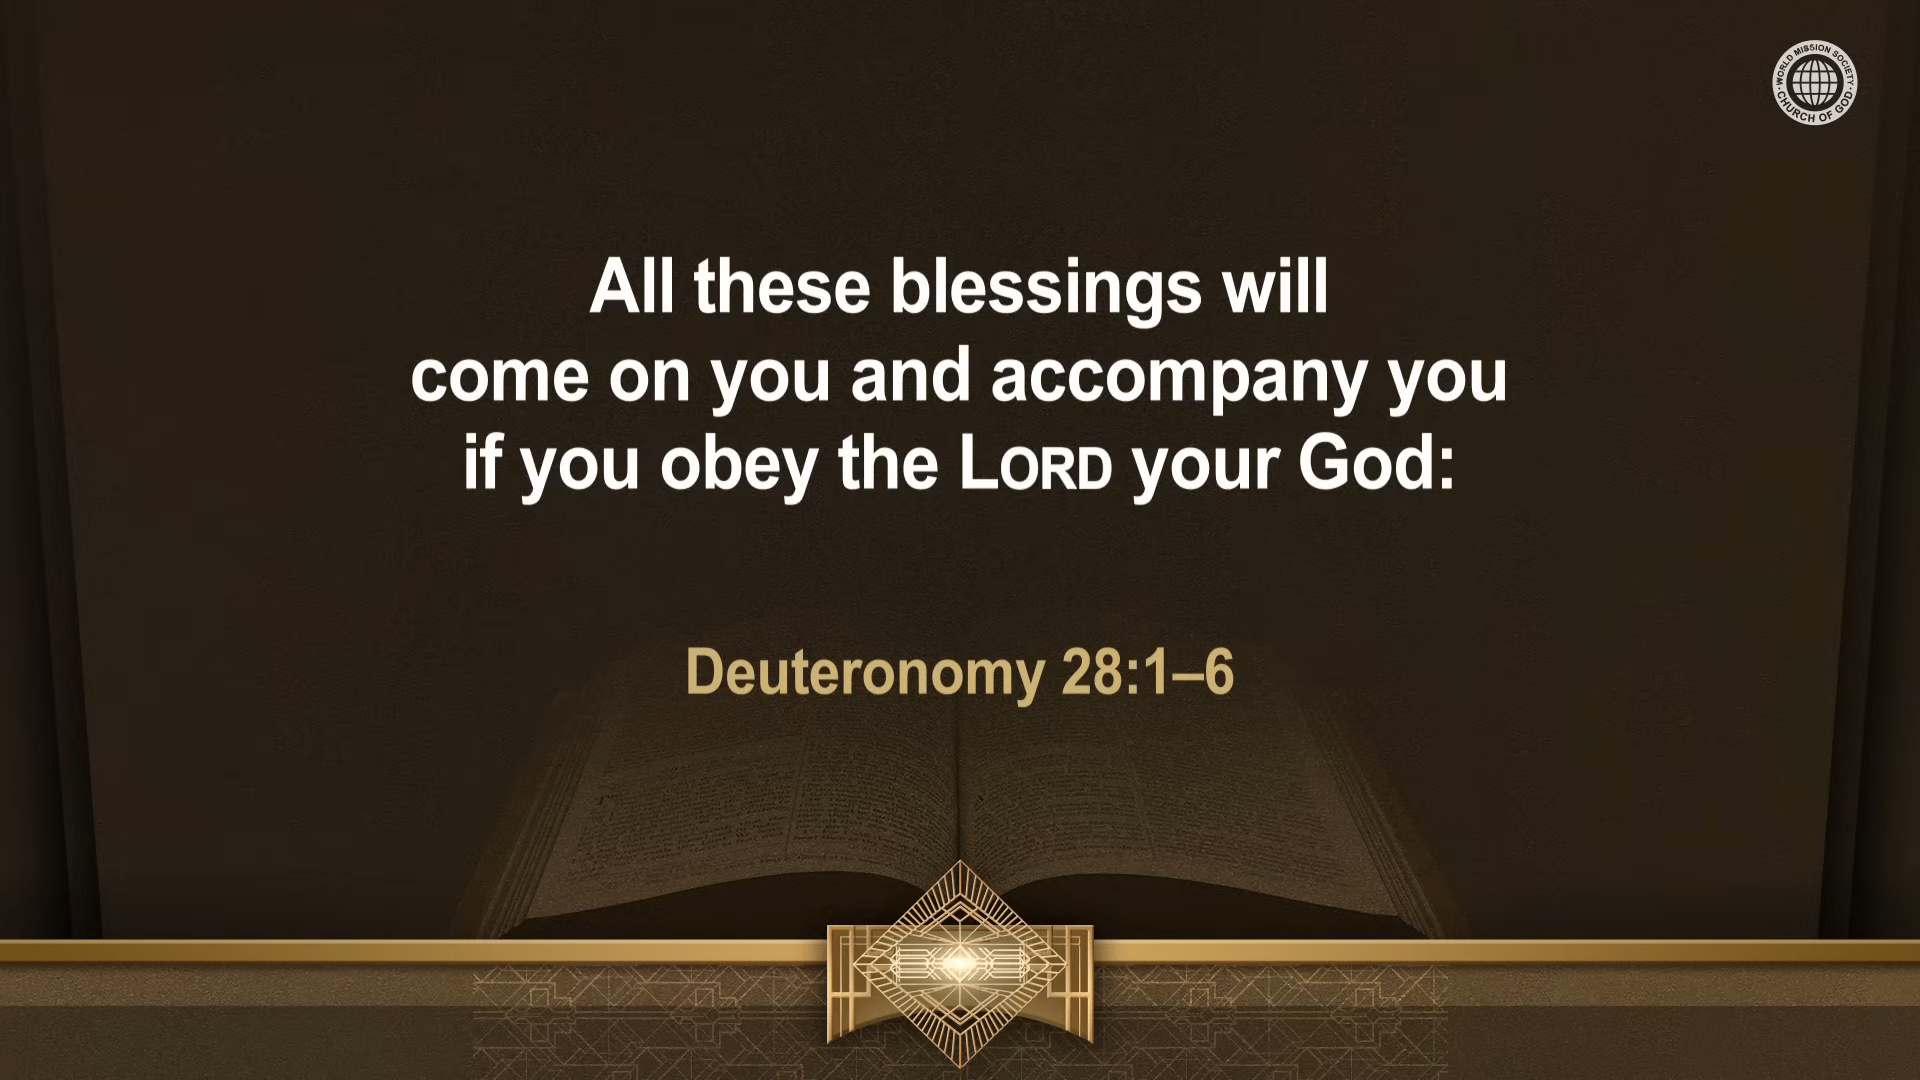 WORLD MISSION SOCIETY
CHURCH OF GOD
All these blessings will
come on you and accompany you
if you obey the LORD your God:
Deuteronomy 28:1–6